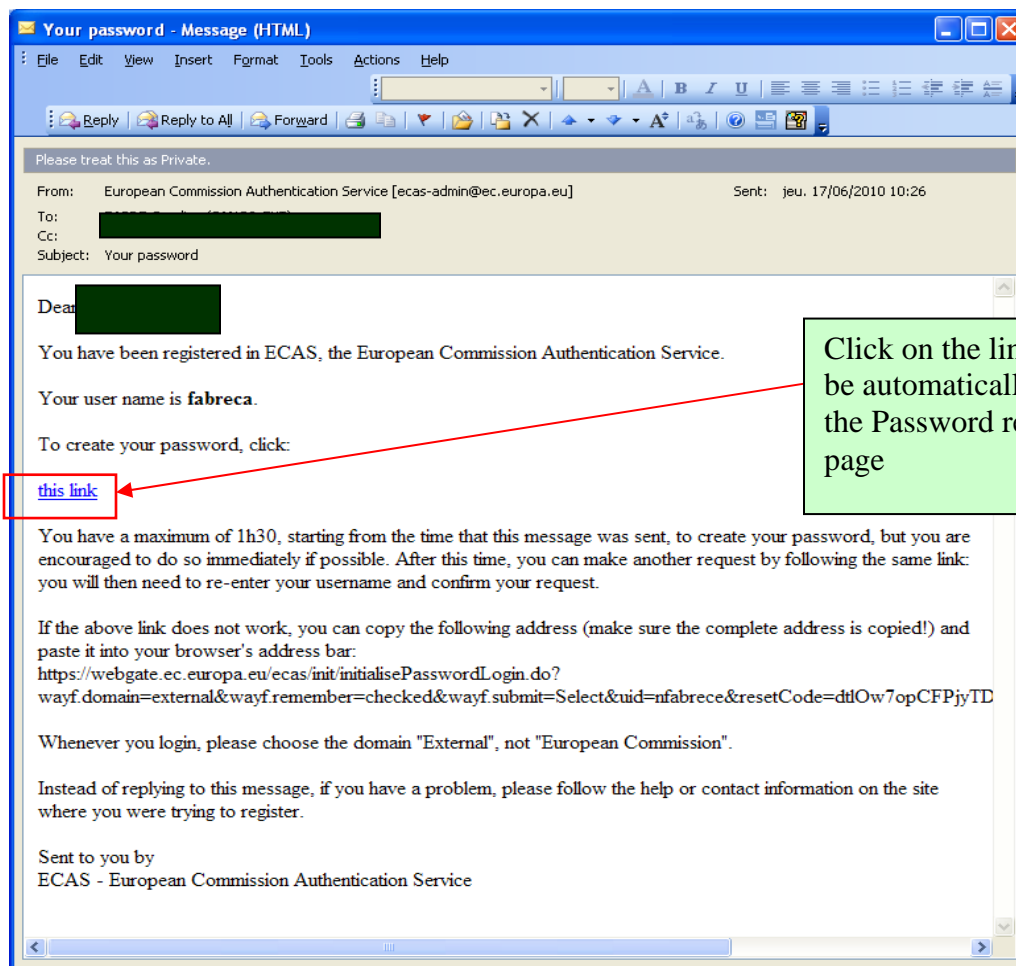 Your password - Message (HTML)
File Edit View Insert Format Tools Actions Help
A B I U
Reply Reply to All Forward
Please treat this as Private.
From: European Commission Authentication Service [ecas-admin@ec.europa.eu] Sent: jeu. 17/06/2010 10:26
To:
Cc:
Subject: Your password
Dear
You have been registered in ECAS, the European Commission Authentication Service.
Your user name is fabreca.
To create your password, click:
this link
Click on the lin
be automaticall
the Password re
page
You have a maximum of 1h30, starting from the time that this message was sent, to create your password, but you are
encouraged to do so immediately if possible. After this time, you can make another request by following the same link:
you will then need to re-enter your username and confirm your request.
If the above link does not work, you can copy the following address (make sure the complete address is copied!) and
paste it into your browser's address bar:
https://webgate.ec.europa.eu/ecas/init/initialisePasswordLogin.do?
wayf.domain=external&wayf.remember=checked&wayf.submit=Select&uid=nfabrece&resetCode=dtlOw7opCFPjyTD
Whenever you login, please choose the domain "External", not "European Commission".
Instead of replying to this message, if you have a problem, please follow the help or contact information on the site
where you were trying to register.
Sent to you by
ECAS - European Commission Authentication Service